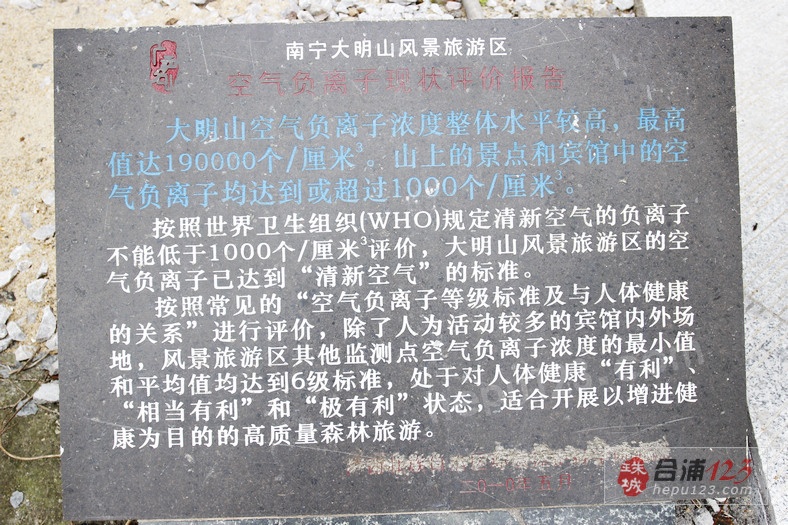 南宁大明山风景旅游区
空气负离子现状评价报告
大明山空气负离子浓度整体水平较高，最高
值达190000个/厘米³。山上的景点和宾馆中的空
气负离子均达到或超过1000个/厘米³。
按照世界卫生组织(WHO)规定清新空气的负离子
不能低于1000个/厘米³评价，大明山风景旅游区的空
气负离子已达到“清新空气”的标准。
按照常见的“空气负离子等级标准及与人体健康
的关系”进行评价，除了人为活动较多的宾馆内外场
地，风景旅游区其他监测点空气负离子浓度的最小值
和平均值均达到6级标准，处于对人体健康“有利”、
“相当有利”和“极有利”状态，适合开展以增进健
康为目的的高质量森林旅游。
二〇一〇年五月
珠城
合浦123
hepu123.com